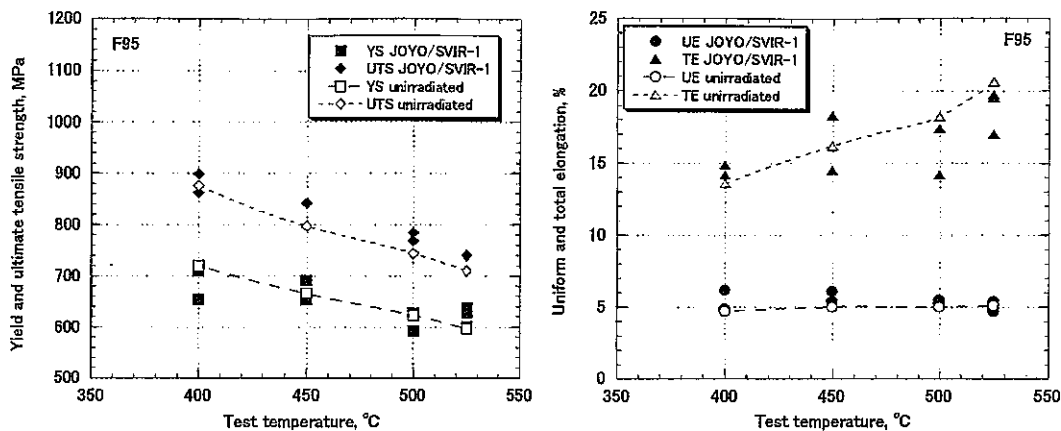 F95
YS JOYO/SVIR-1
UTS JOYO/SVIR-1
YS unirradiated
UTS unirradiated
Yield and ultimate tensile strength, MPa
1200
1100
1000
900
800
700
600
500
350
400
450
500
550
Test temperature, °C
F95
UE JOYO/SVIR-1
TE JOYO/SVIR-1
UE unirradiated
TE unirradiated
Uniform and total elongation, %
25
20
15
10
5
0
350
400
450
500
550
Test temperature, °C